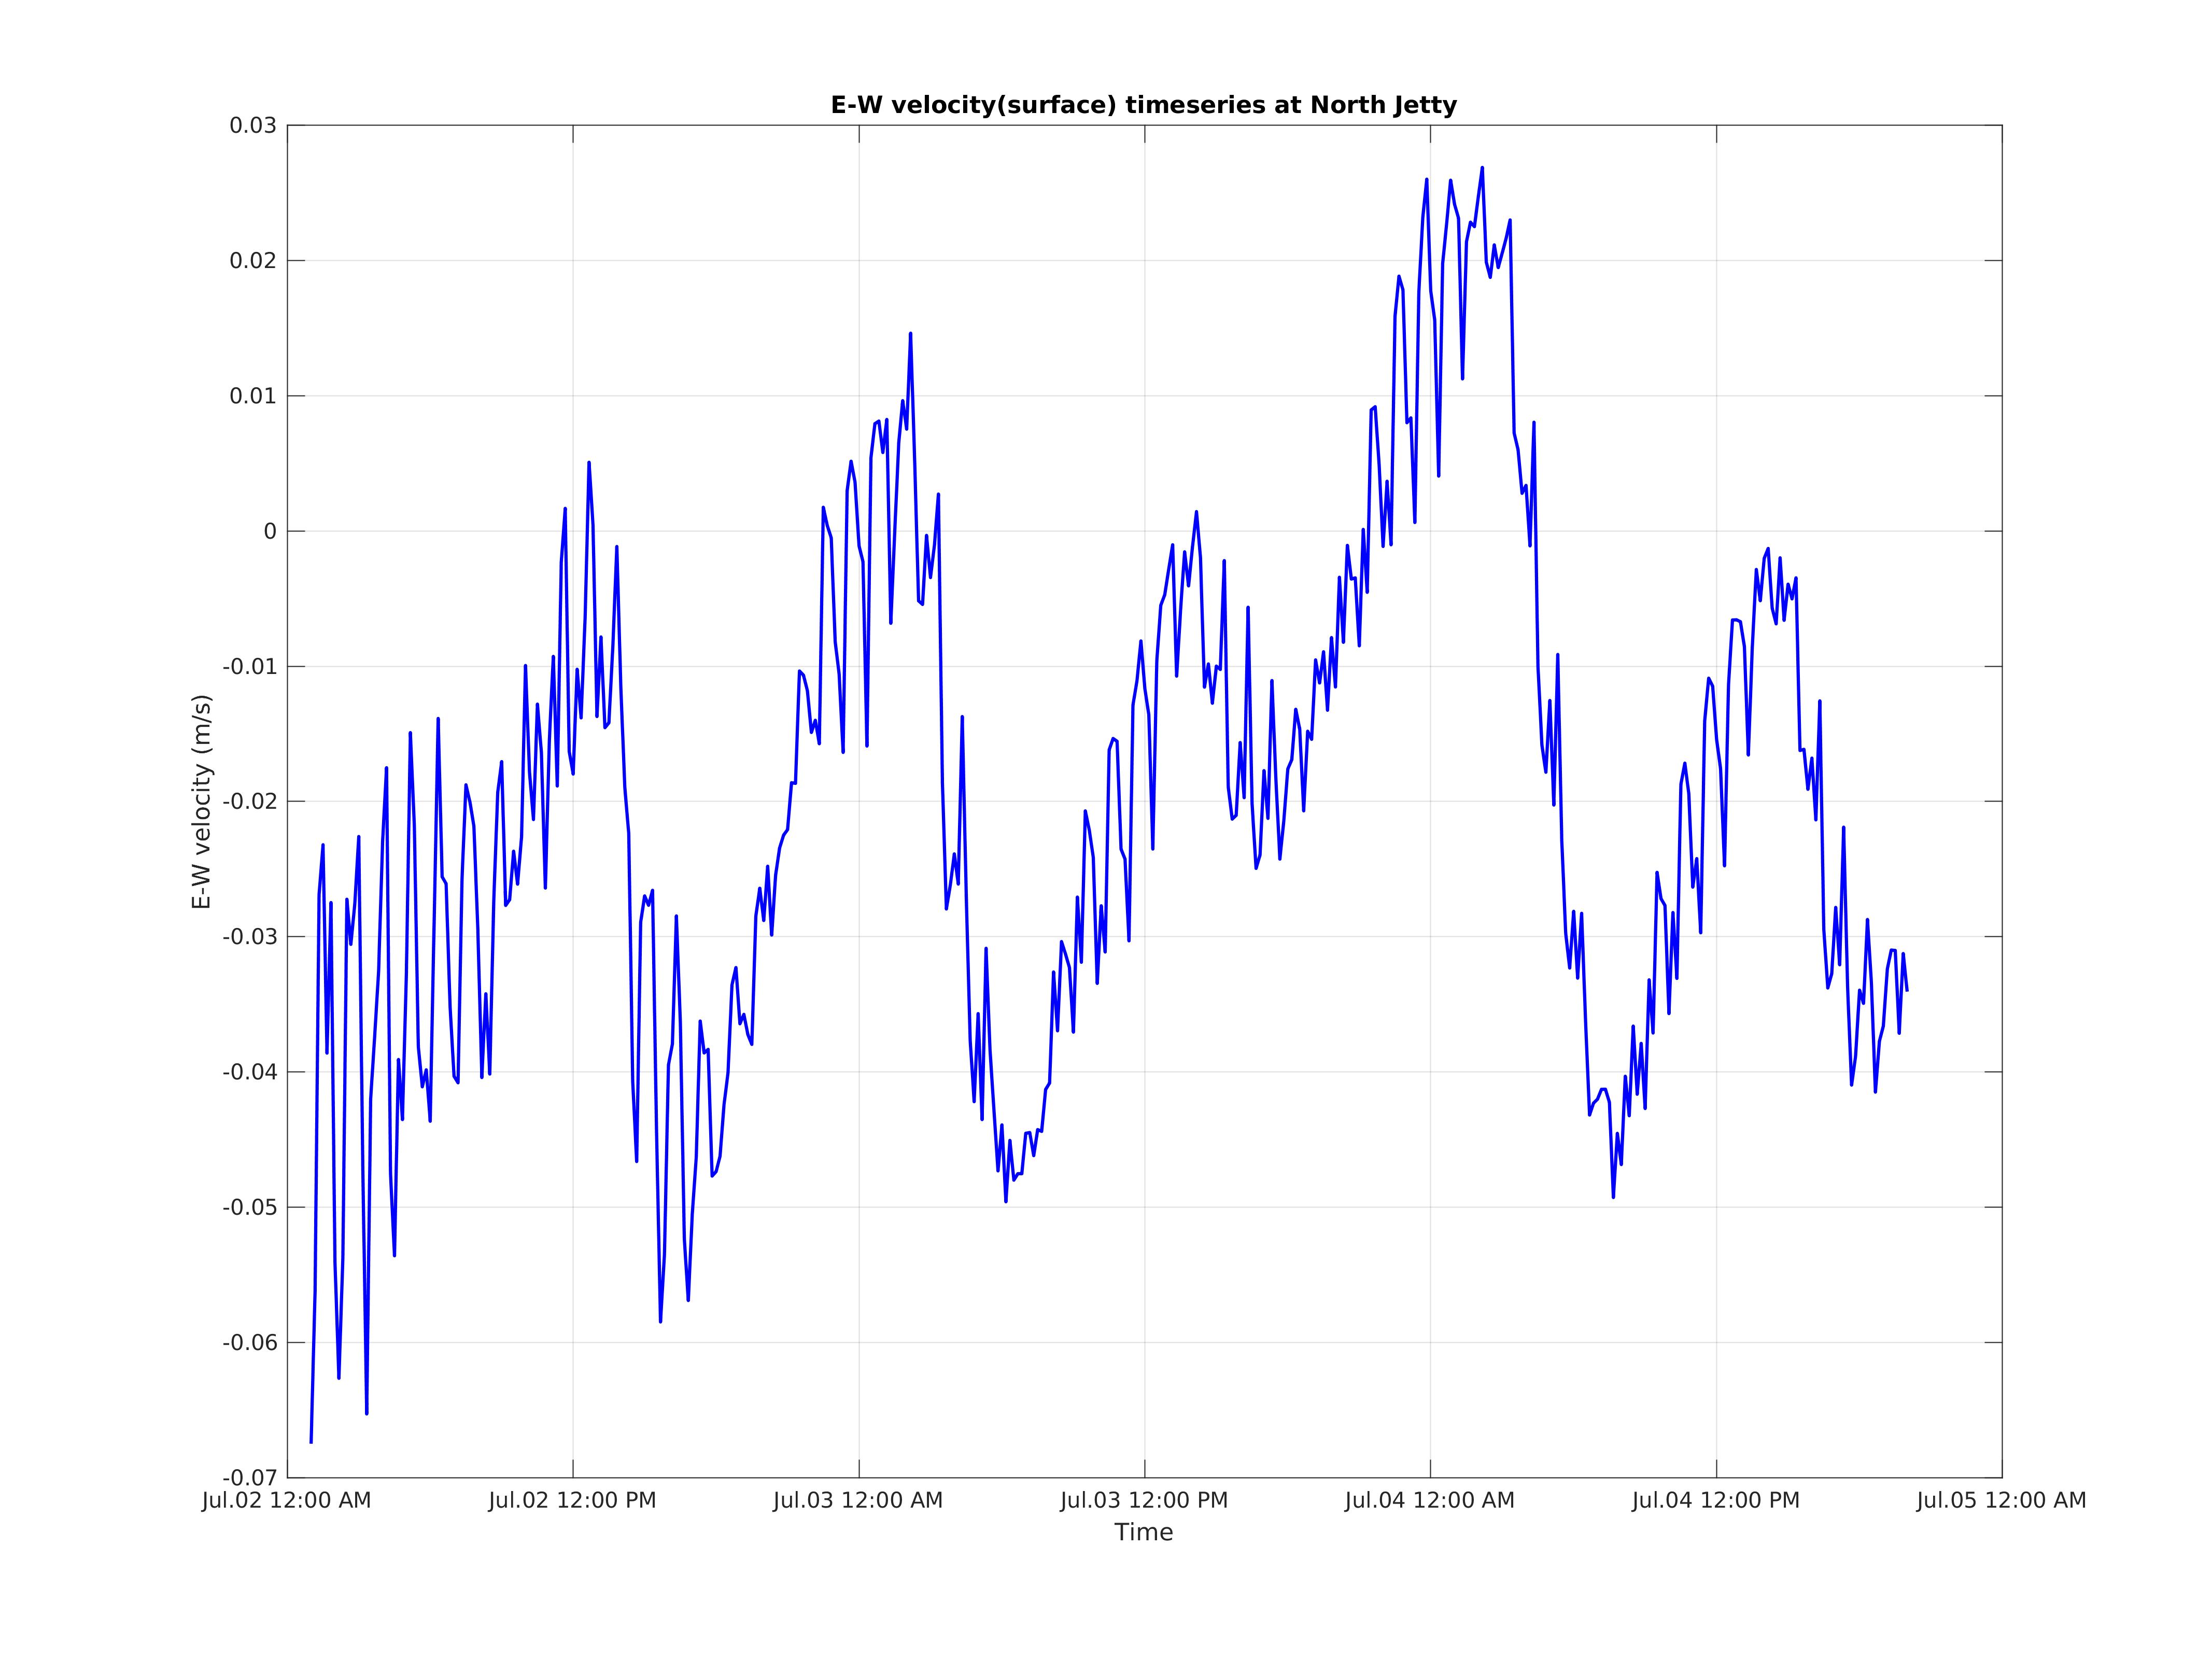 E-W velocity(surface) timeseries at North Jetty
0.03
0.02
0.01
0
-0.01
-0.02
-0.03
-0.04
-0.05
-0.06
-0.07
E-W velocity (m/s)
Jul.02 12:00 AM Jul.02 12:00 PM Jul.03 12:00 AM Jul.03 12:00 PM Jul.04 12:00 AM Jul.04 12:00 PM Jul.05 12:00 AM
Time